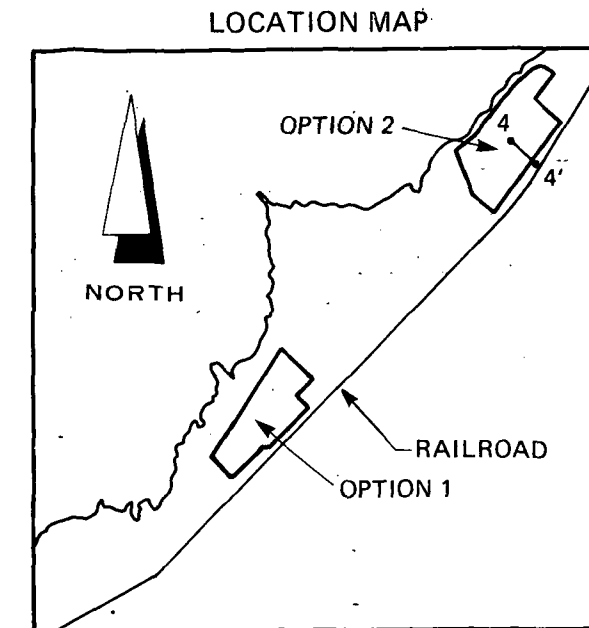 LOCATION MAP
OPTION 2
4
4'
NORTH
RAILROAD
OPTION 1